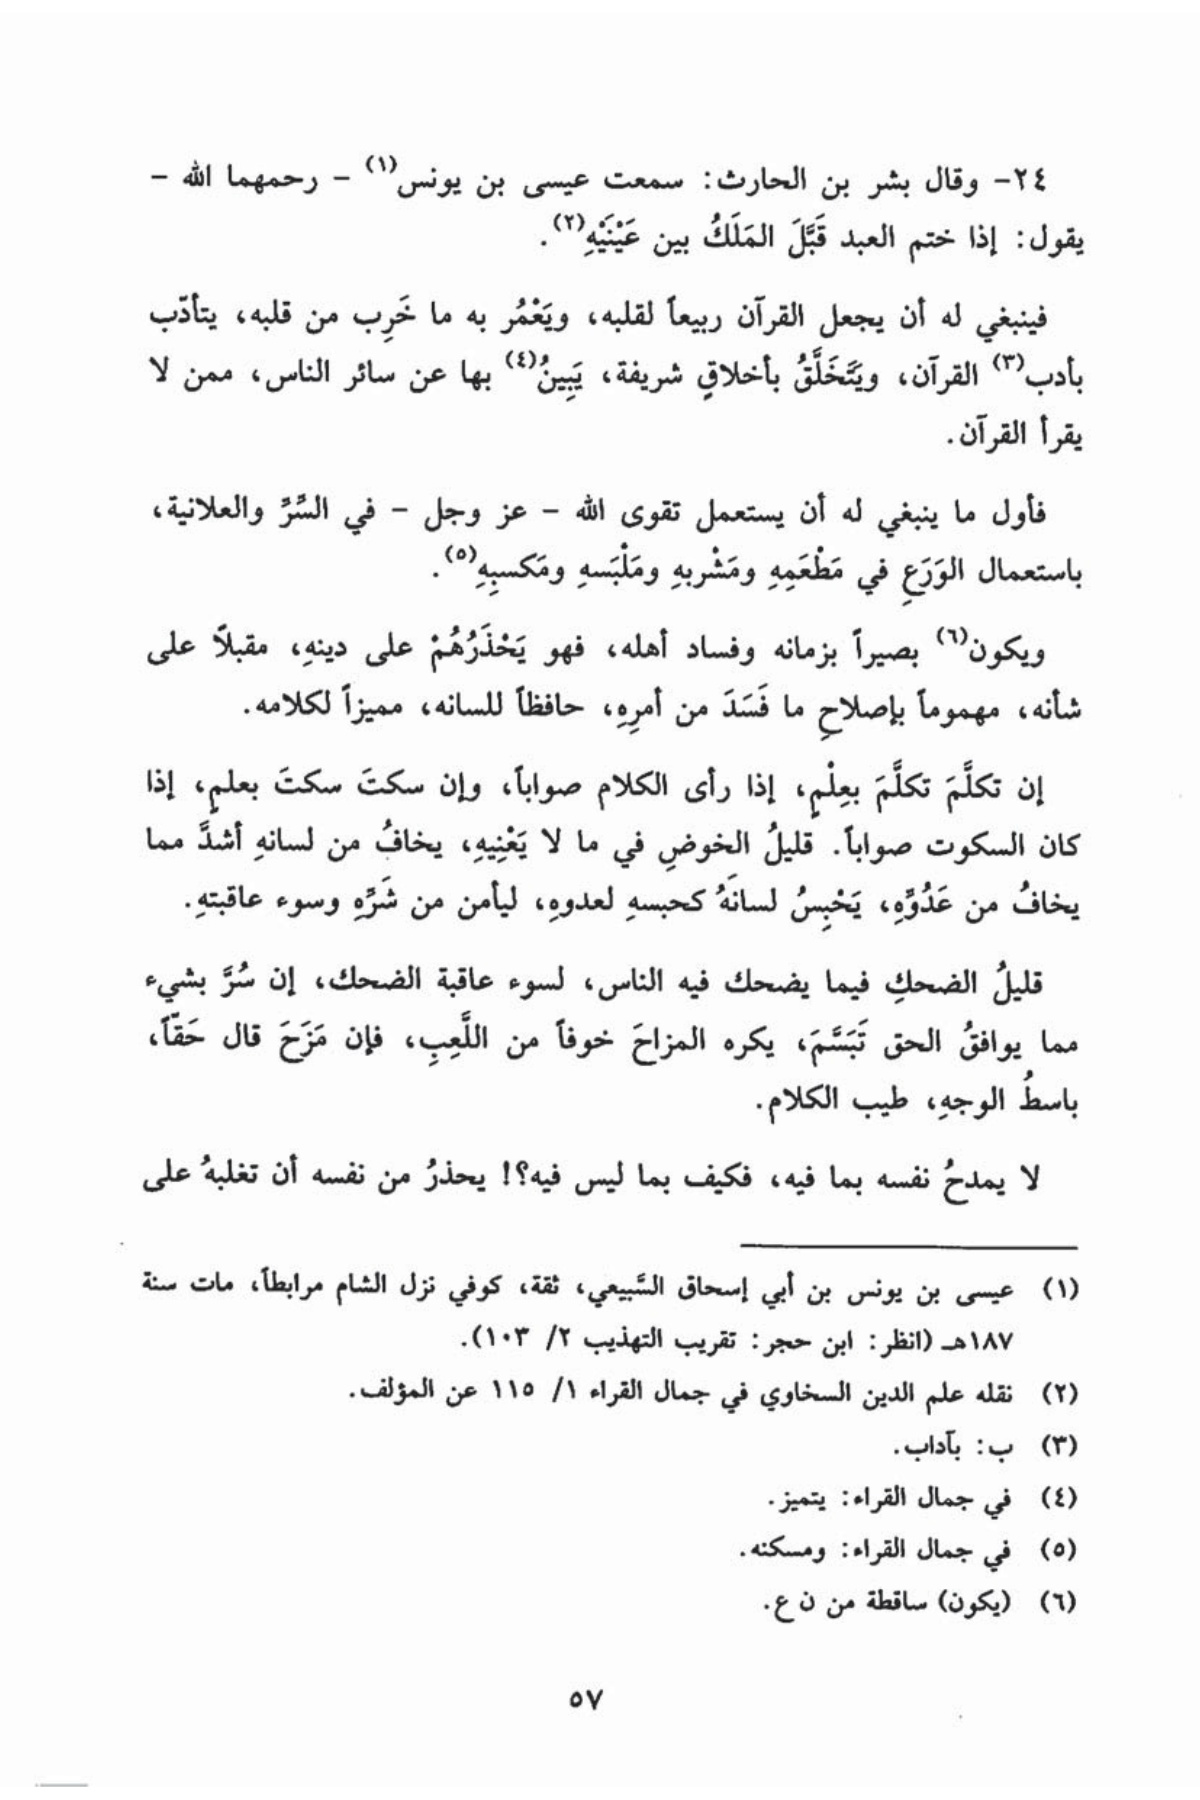 ٢٤- وقال بشر بن الحارث: سمعت عيسى بن يونس(١) - رحمهما الله -
يقول: إذا ختم العبد قَبَّلَ المَلَكُ بين عَيْنَيْهِ(٢).
فينبغي له أن يجعل القرآن ربيعاً لقلبه، ويَعْمُر به ما خَرِب من قلبه، يتأدّب
بأدب(٣) القرآن، ويَتَخَلَّقُ بأخلاقٍ شريفة، يَبِينُ(٤) بها عن سائر الناس، ممن لا
يقرأ القرآن.
فأول ما ينبغي له أن يستعمل تقوى الله - عز وجل - في السِّرِّ والعلانية،
باستعمال الوَرَعِ في مَطْعَمِهِ ومَشْربهِ ومَلْبَسهِ ومَكسبِهِ(٥).
ويكون(٦) بصيراً بزمانه وفساد أهله، فهو يَحْذَرُهُمْ على دينهِ، مقبلاً على
شأنه، مهموماً بإصلاحِ ما فَسَدَ من أمرِهِ، حافظاً للسانه، مميزاً لكلامه.
إن تكلَّمَ تكلَّمَ بعِلْمٍ، إذا رأى الكلام صواباً، وإن سكتَ سكتَ بعلمٍ، إذا
كان السكوت صواباً. قليلُ الخوضِ في ما لا يَعْنِيهِ، يخافُ من لسانهِ أشدَّ مما
يخافُ من عَدُوِّهِ، يَحْبِسُ لسانَهُ كحبسهِ لعدوهِ، ليأمن من شَرِّهِ وسوء عاقبتهِ.
قليلُ الضحكِ فيما يضحك فيه الناس، لسوء عاقبة الضحك، إن سُرَّ بشيء
مما يوافقُ الحق تَبَسَّمَ، يكره المزاحَ خوفاً من اللَّعِبِ، فإن مَزَحَ قال حَقّاً،
باسطُ الوجهِ، طيب الكلام.
لا يمدحُ نفسه بما فيه، فكيف بما ليس فيه؟! يحذرُ من نفسه أن تغلبهُ على
(١) عيسى بن يونس بن أبي إسحاق السَّبيعي، ثقة، كوفي نزل الشام مرابطاً، مات سنة
١٨٧هـ (انظر: ابن حجر: تقريب التهذيب ٢/ ١٠٣).
(٢) نقله علم الدين السخاوي في جمال القراء ١/ ١١٥ عن المؤلف.
(٣) ب: بآداب.
(٤) في جمال القراء: يتميز.
(٥) في جمال القراء: ومسكنه.
(٦) (يكون) ساقطة من ن ع.
٥٧